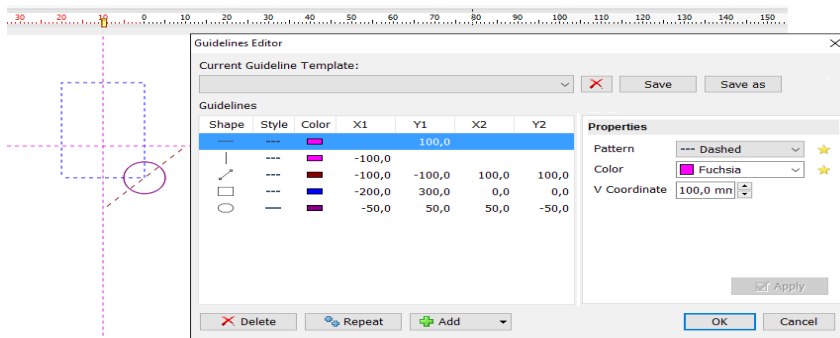 30 20 10 0 10 20 30 40 50 60 70 80 90 100 110 120 130 140 150
Guidelines Editor
Current Guideline Template:
Save Save as
Guidelines
Shape Style Color X1 Y1 X2 Y2
100,0
-100,0
-100,0 -100,0 100,0 100,0
-200,0 300,0 0,0 0,0
-50,0 50,0 50,0 -50,0
Properties
Pattern --- Dashed
Color Fuchsia
V Coordinate 100,0 mm
Apply
Delete Repeat Add OK Cancel